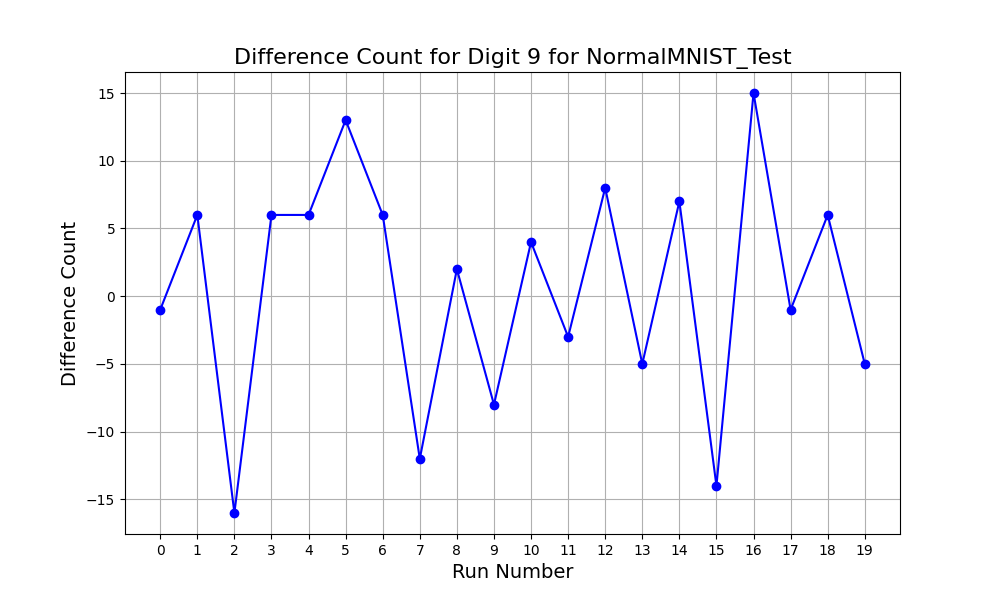 Difference Count for Digit 9 for NormalMNIST_Test
15
10
5
0
−5
−10
−15
Difference Count
0 1 2 3 4 5 6 7 8 9 10 11 12 13 14 15 16 17 18 19
Run Number